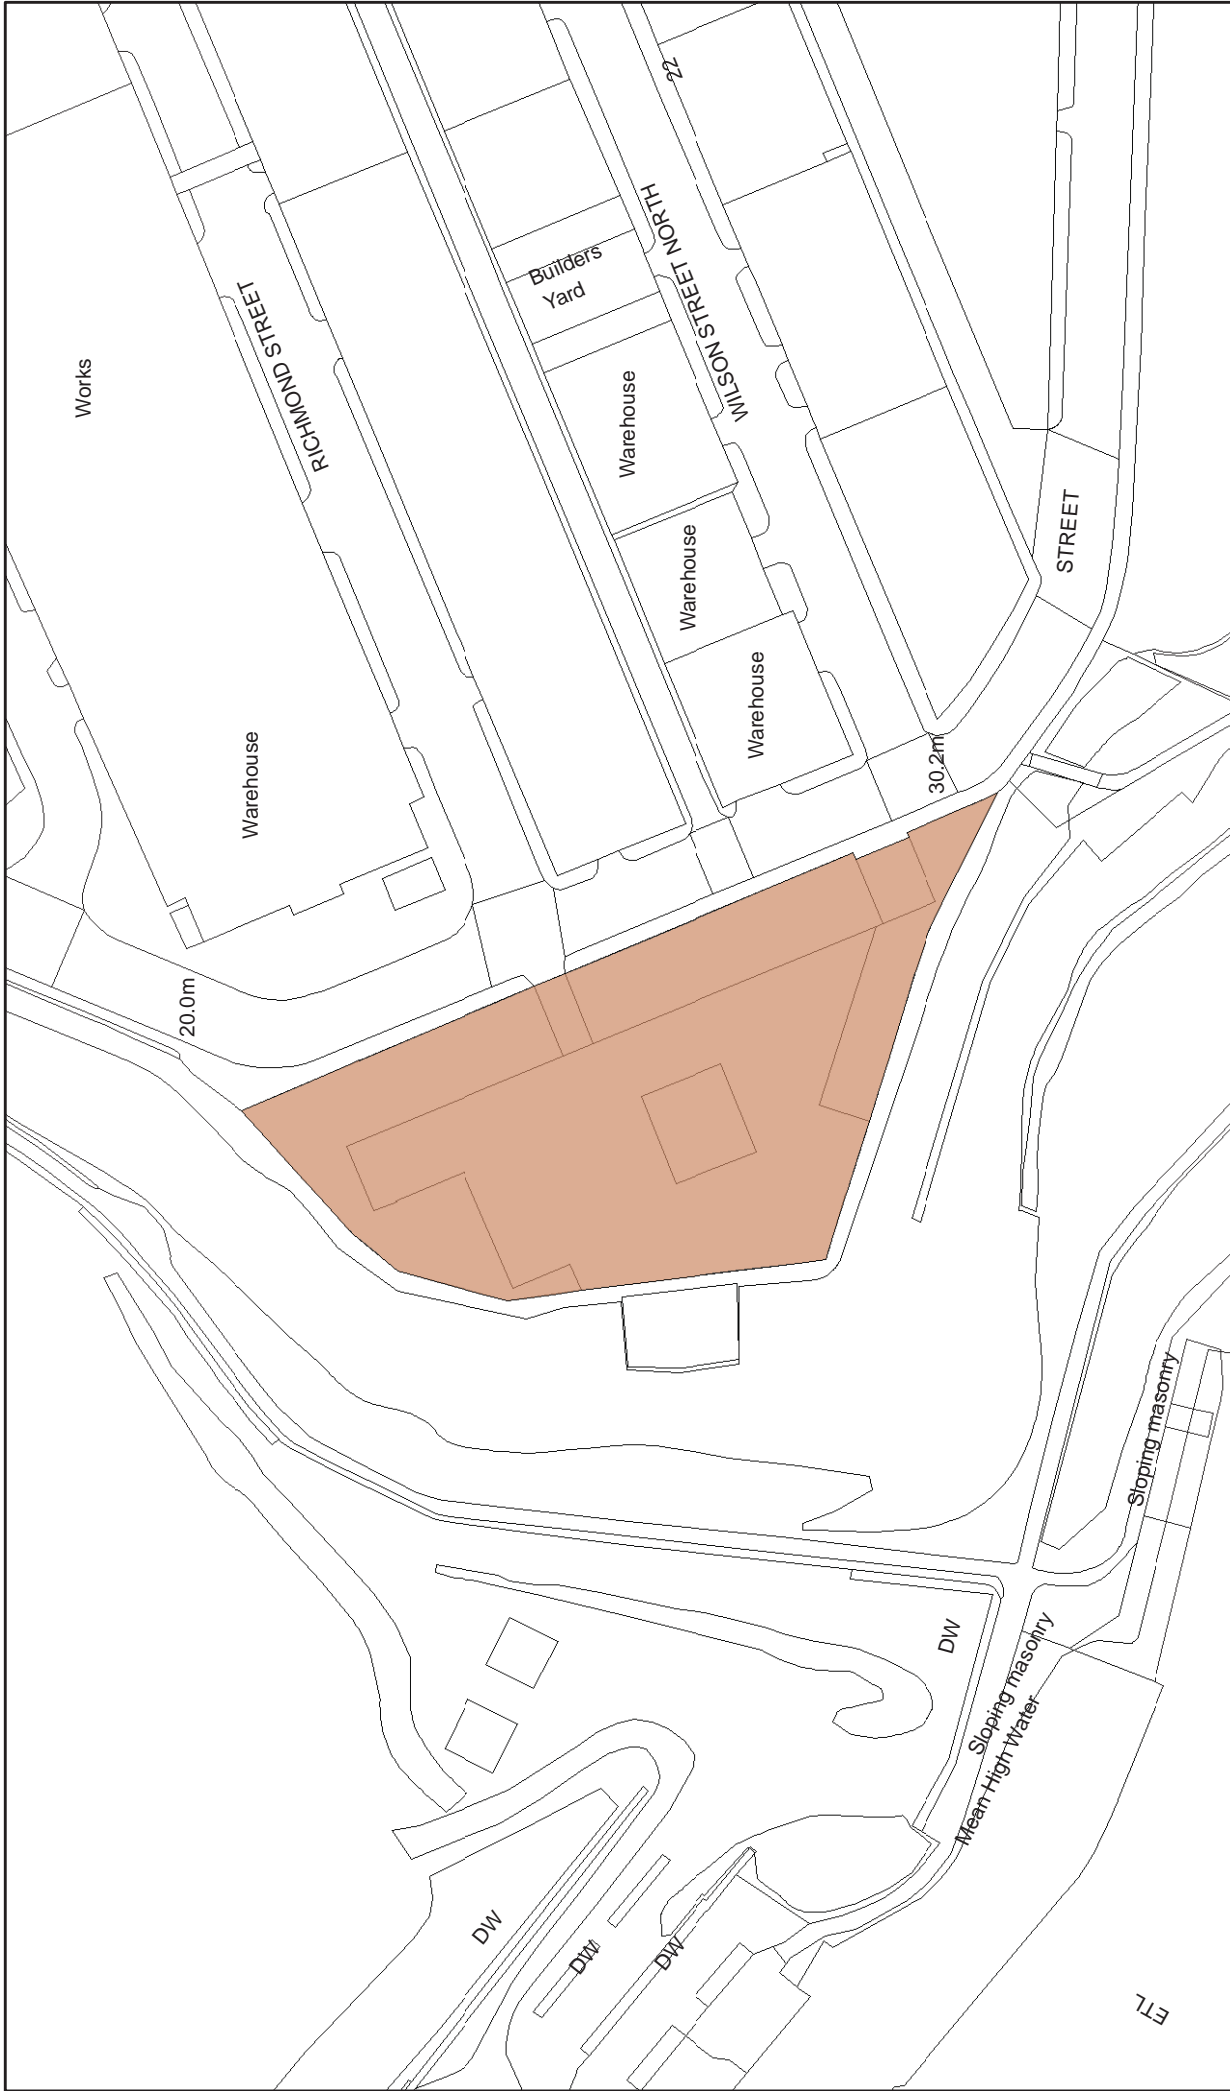 22
WILSON STREET NORTH
Builders
Yard
RICHMOND STREET
Works
Warehouse
Warehouse
STREET
Warehouse
Warehouse
30.2m
20.0m
Sloping masonry
DW
Sloping masonry
Mean High Water
DW
DW
DW
ETL